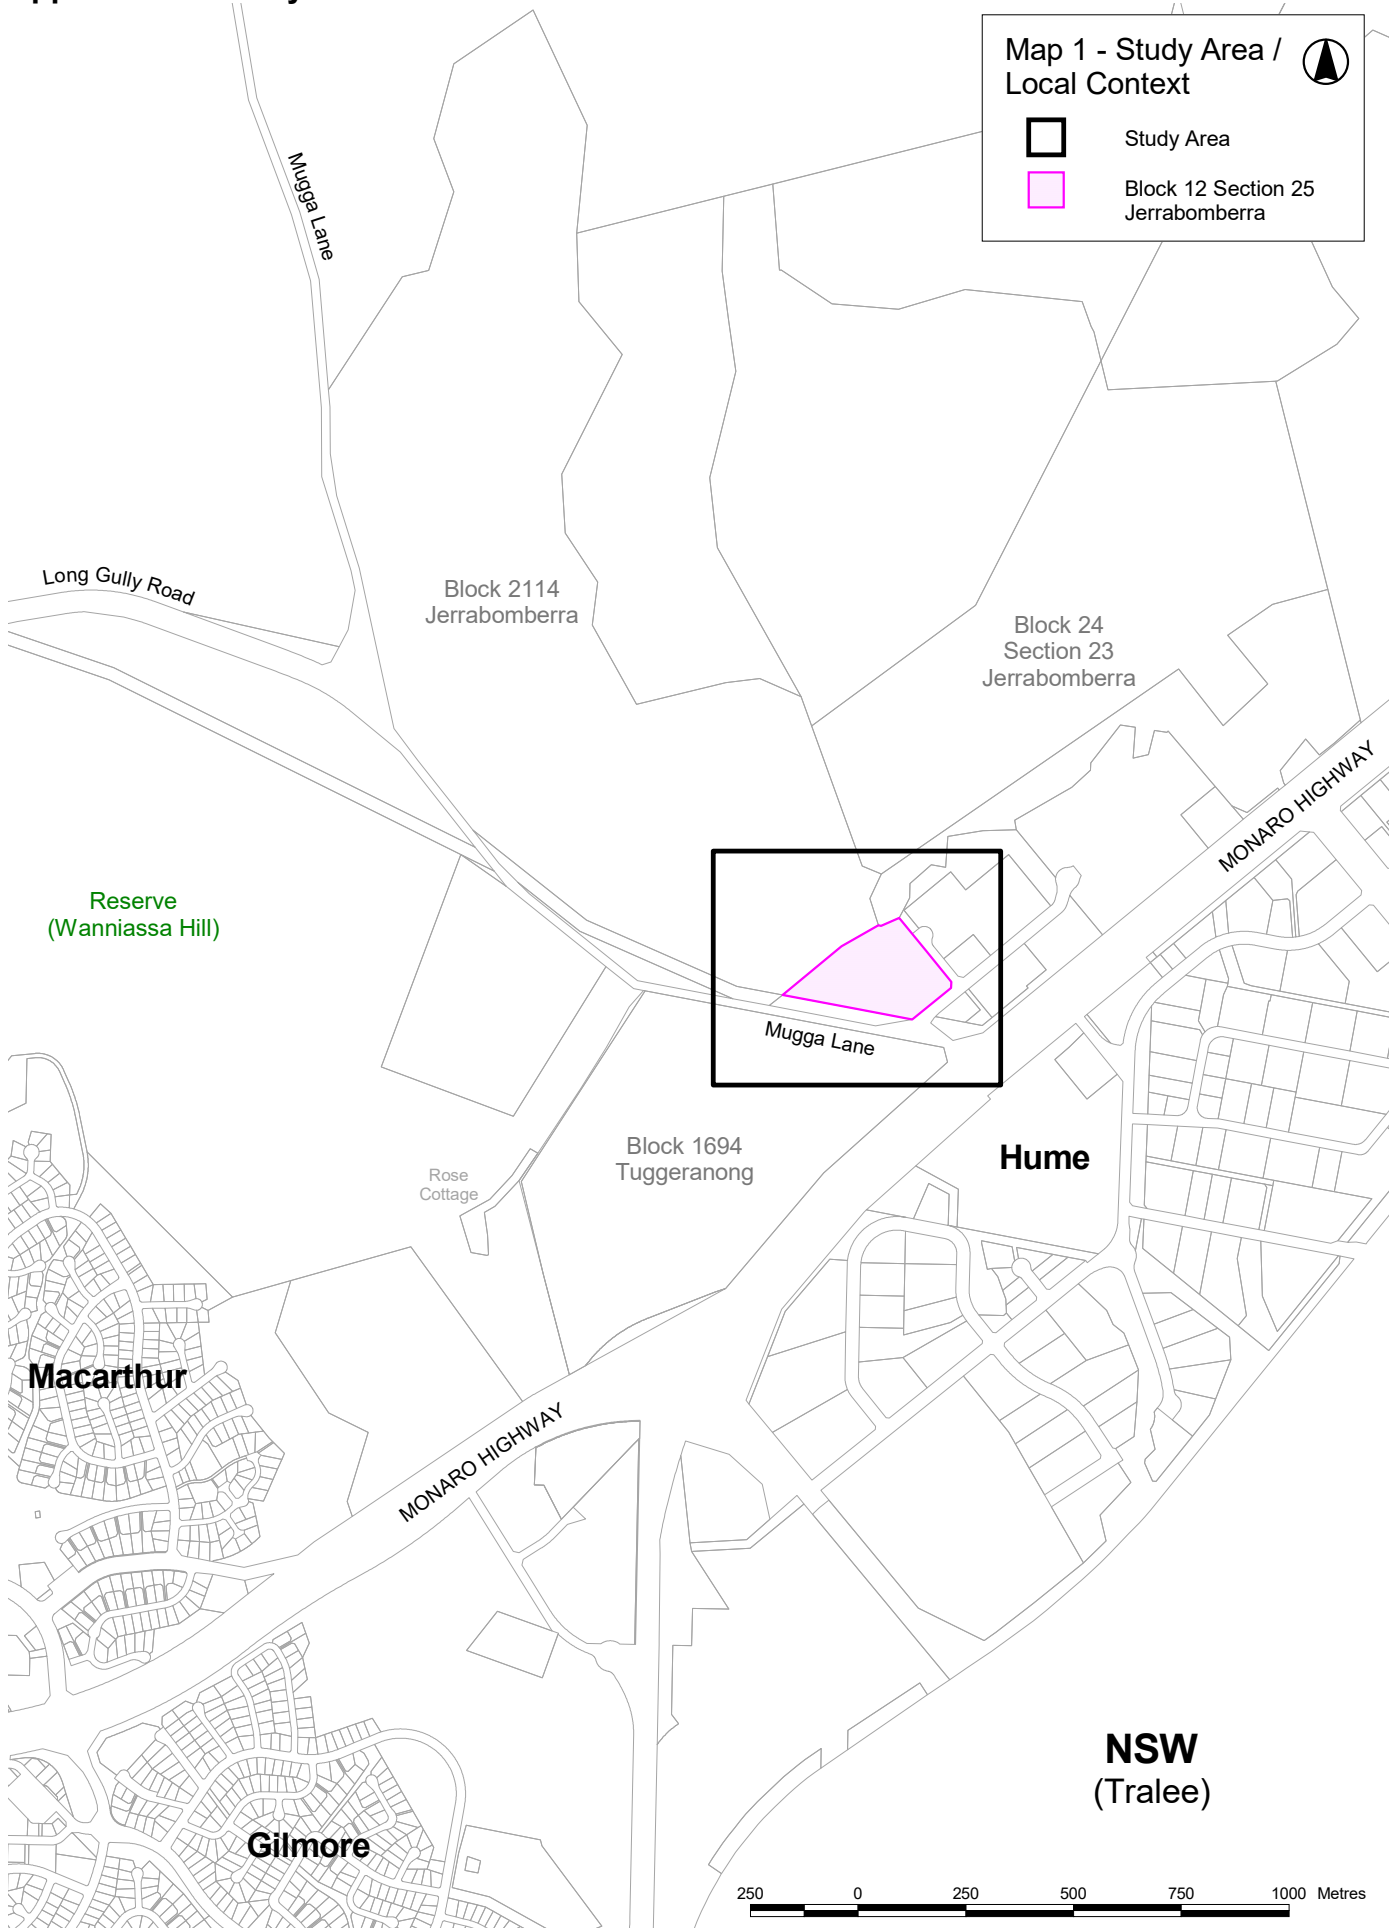 Map 1 - Study Area /
Local Context
Study Area
Block 12 Section 25
Jerrabomberra
Mugga Lane
Long Gully Road
Block 2114
Jerrabomberra
Block 24
Section 23
Jerrabomberra
MONARO HIGHWAY
Reserve
(Wanniassa Hill)
Mugga Lane
Block 1694
Tuggeranong
Hume
Rose
Cottage
Macarthur
MONARO HIGHWAY
NSW
(Tralee)
Gilmore
250 0 250 500 750 1000 Metres